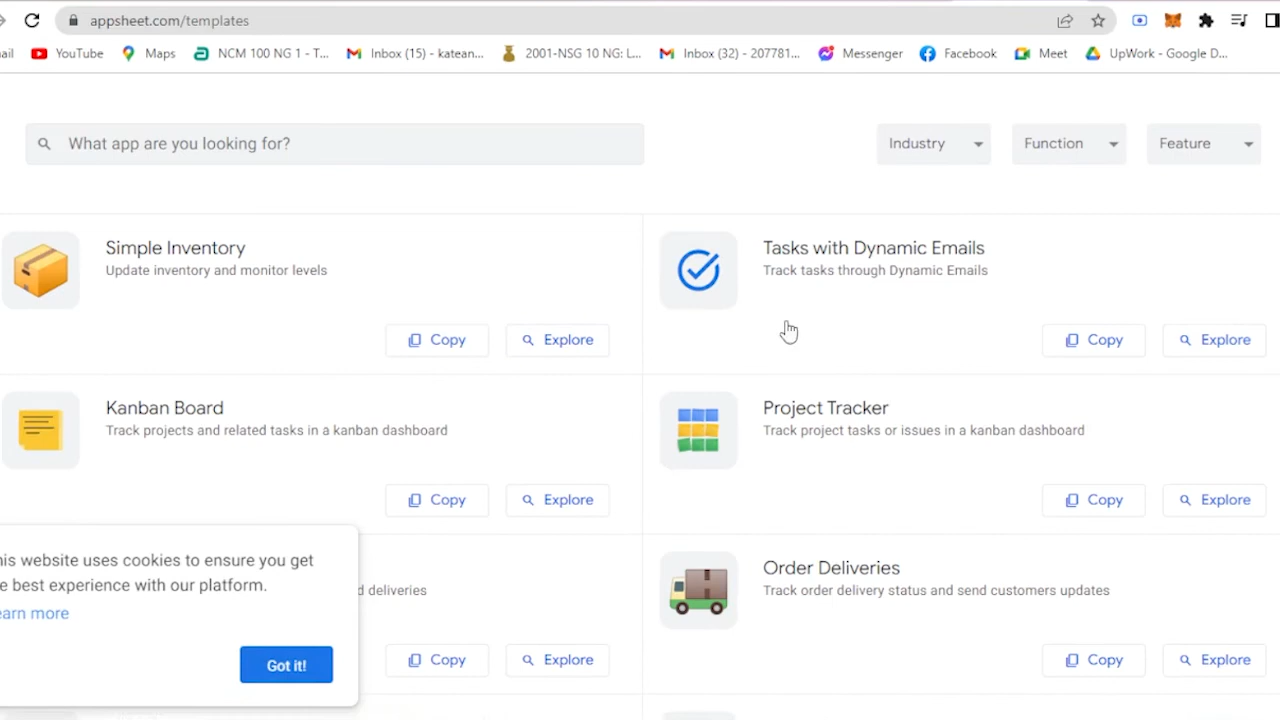 appsheet.com/templates
ail
YouTube
Maps
NCM 100 NG 1 - T...
Inbox (15) - katean...
2001-NSG 10 NG: L...
Inbox (32) - 207781...
Messenger
Facebook
Meet
UpWork - Google D...
What app are you looking for?
Industry
Function
Feature
Simple Inventory
Update inventory and monitor levels
Copy
Explore
Tasks with Dynamic Emails
Track tasks through Dynamic Emails
Copy
Explore
Kanban Board
Track projects and related tasks in a kanban dashboard
Copy
Explore
Project Tracker
Track project tasks or issues in a kanban dashboard
Copy
Explore
d deliveries
Copy
Explore
Order Deliveries
Track order delivery status and send customers updates
Copy
Explore
his website uses cookies to ensure you get
e best experience with our platform.
earn more
Got it!